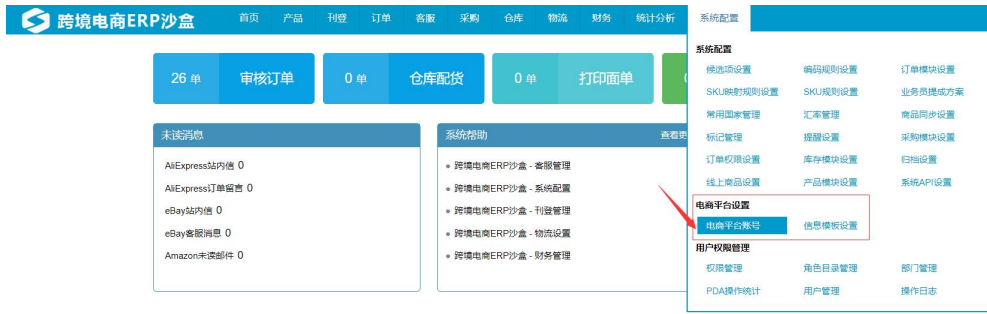 跨境电商ERP沙盒 首页 产品 刊登 订单 客服 采购 仓库 物流 财务 统计分析 系统配置
26 单 审核订单 0 单 仓库配货 0 单 打印面单
未读消息
AliExpress站内信 0
AliExpress订单留言 0
eBay站内信 0
eBay客服消息 0
Amazon未读邮件 0
系统帮助 查看更
跨境电商ERP沙盒 - 客服管理
跨境电商ERP沙盒 - 系统配置
跨境电商ERP沙盒 - 刊登管理
跨境电商ERP沙盒 - 物流设置
跨境电商ERP沙盒 - 财务管理
系统配置
候选项设置 编码规则设置 订单模块设置
SKU映射规则设置 SKU规则设置 业务员提成方案
常用国家管理 汇率管理 商品同步设置
标记管理 提醒设置 采购模块设置
订单权限设置 库存模块设置 归档设置
线上商品设置 产品模块设置 系统API设置
电商平台设置
电商平台账号 信息模板设置
用户权限管理
权限管理 角色目录管理 部门管理
PDA操作统计 用户管理 操作日志